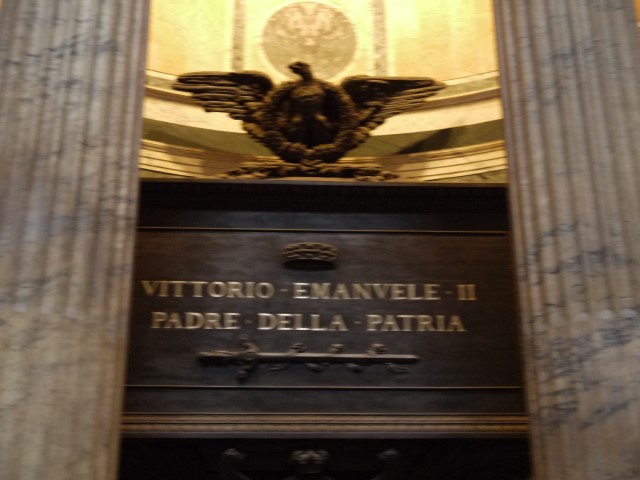 VITTORIO - EMANVELE - II
PADRE - DELLA - PATRIA